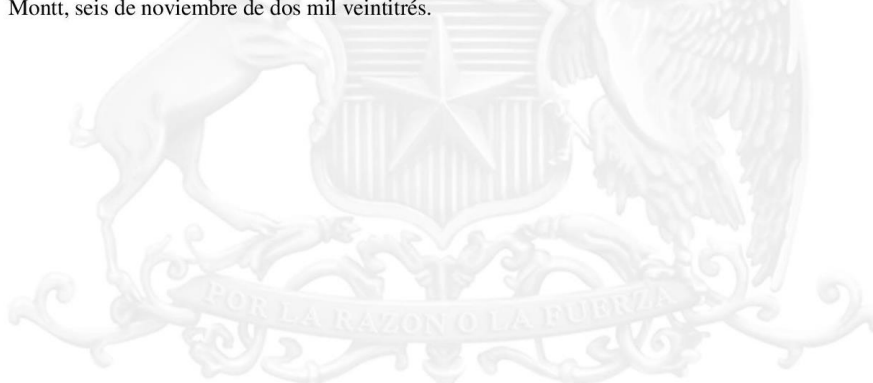 Montt, seis de noviembre de dos mil veintitrés.
POR LA RAZON O LA FUERZA